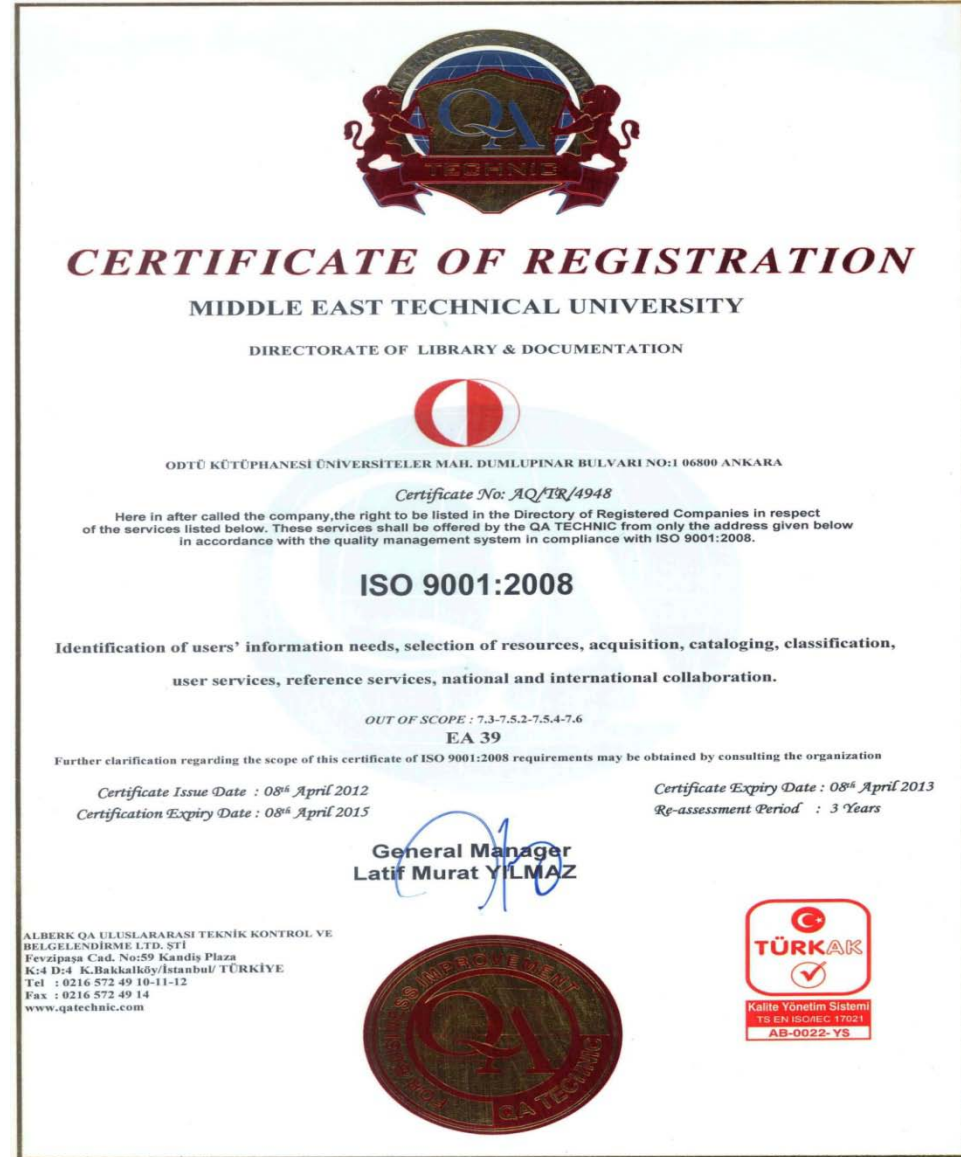 INTERNATIONAL REGISTRAR
QA
TECHNIC
CERTIFICATE OF REGISTRATION
MIDDLE EAST TECHNICAL UNIVERSITY
DIRECTORATE OF LIBRARY & DOCUMENTATION
ODTÜ KÜTÜPHANESİ ÜNİVERSİTELER MAH. DUMLUPINAR BULVARI NO:1 06800 ANKARA
Certificate No: AQ/TR/4948
Here in after called the company,the right to be listed in the Directory of Registered Companies in respect
of the services listed below. These services shall be offered by the QA TECHNIC from only the address given below
in accordance with the quality management system in compliance with ISO 9001:2008.
ISO 9001:2008
Identification of users' information needs, selection of resources, acquisition, cataloging, classification,
user services, reference services, national and international collaboration.
OUT OF SCOPE : 7.3-7.5.2-7.5.4-7.6
EA 39
Further clarification regarding the scope of this certificate of ISO 9001:2008 requirements may be obtained by consulting the organization
Certificate Issue Date : 08th April 2012
Certification Expiry Date : 08th April 2015
Certificate Expiry Date : 08th April 2013
Re-assessment Period : 3 Years
General Manager
Latif Murat YILMAZ
ALBERK QA ULUSLARARASI TEKNİK KONTROL VE
BELGELENDİRME LTD. ŞTİ
Fevzipaşa Cad. No:59 Kandiş Plaza
K:4 D:4 K.Bakkalköy/İstanbul/ TÜRKİYE
Tel : 0216 572 49 10-11-12
Fax : 0216 572 49 14
www.qatechnic.com
FOR BUSINESS IMPROVEMENT
QA
QA TECHNIC
TÜRKAK
Kalite Yönetim Sistemi
TS EN ISO/IEC 17021
AB-0022-YS